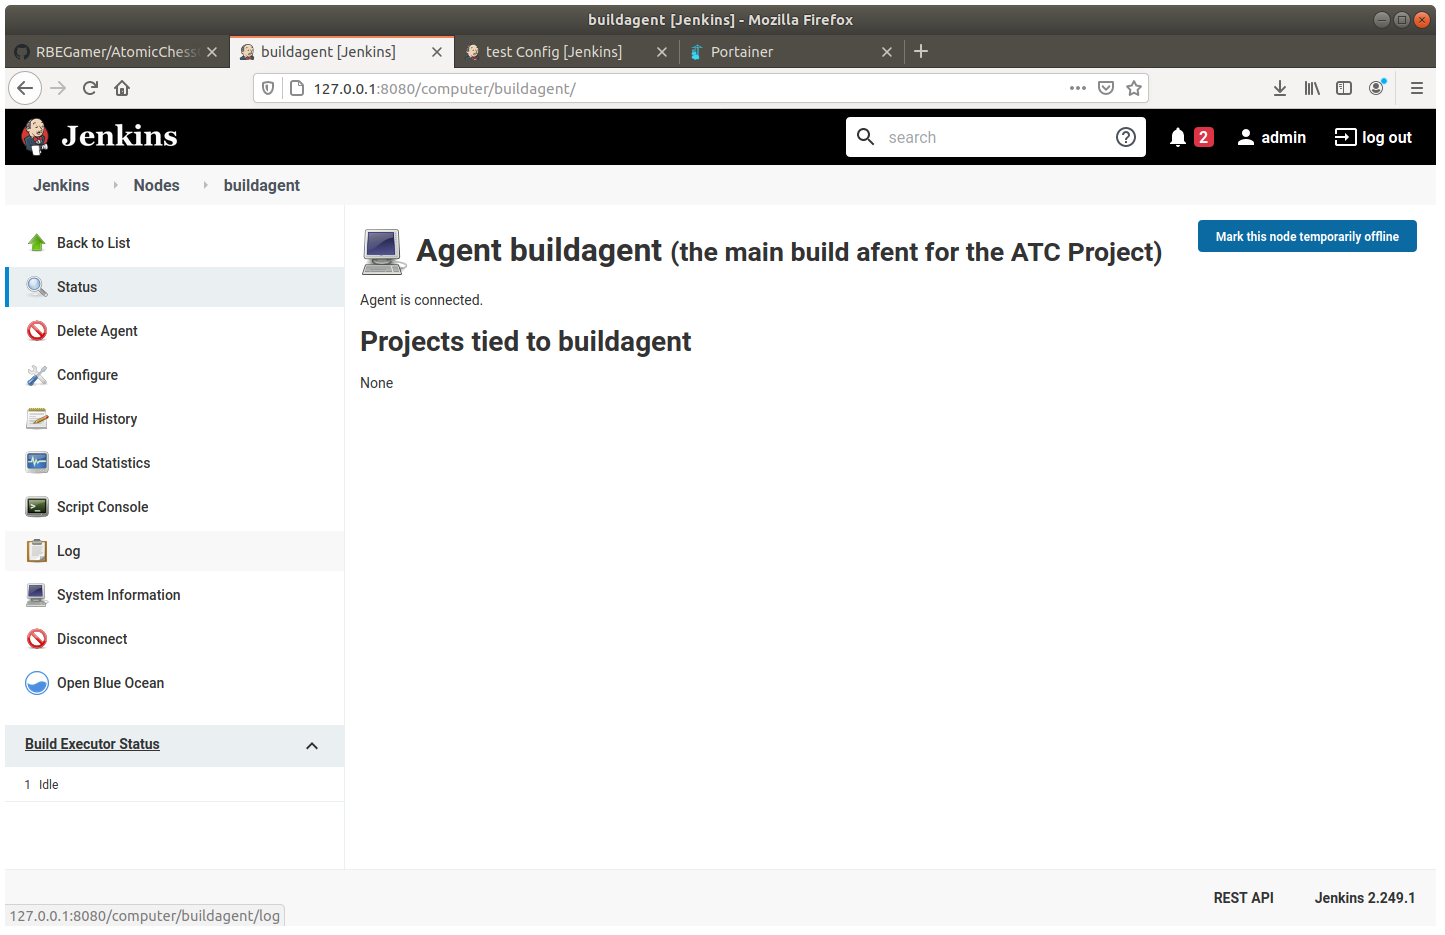 buildagent [Jenkins] - Mozilla Firefox
RBEGamer/AtomicChess
buildagent [Jenkins]
test Config [Jenkins]
Portainer
127.0.0.1:8080/computer/buildagent/
Jenkins
search
2
admin
log out
Jenkins
Nodes
buildagent
Back to List
Status
Delete Agent
Configure
Build History
Load Statistics
Script Console
Log
System Information
Disconnect
Open Blue Ocean
Build Executor Status
1 Idle
Agent buildagent (the main build afent for the ATC Project)
Mark this node temporarily offline
Agent is connected.
Projects tied to buildagent
None
REST API
Jenkins 2.249.1
127.0.0.1:8080/computer/buildagent/log